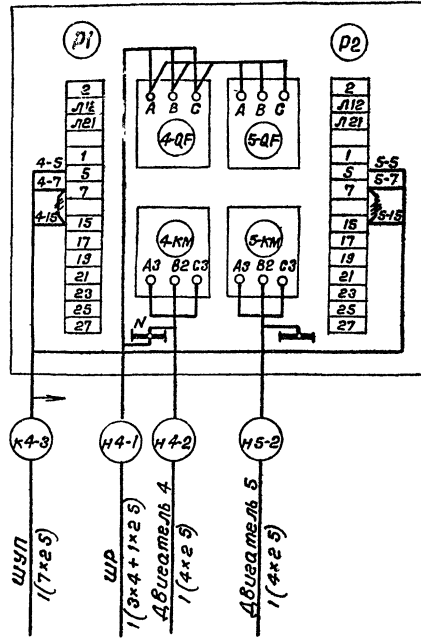 р1
р2
2
Л12
Л21
1
5
7
15
17
19
21
23
25
27
4-5
4-7
4-15
А В С
4-QF
А В С
5-QF
4-КМ
А3 В2 С3
5-КМ
А3 В2 С3
N
2
Л12
Л21
1
5
7
15
17
19
21
23
25
27
5-5
5-7
5-15
К4-3
Н4-1
Н4-2
Н5-2
ШУП
1(7×2 5)
ШР
1(3×4+1×2 5)
Двигатель 4
1(4×2 5)
Двигатель 5
1(4×2 5)